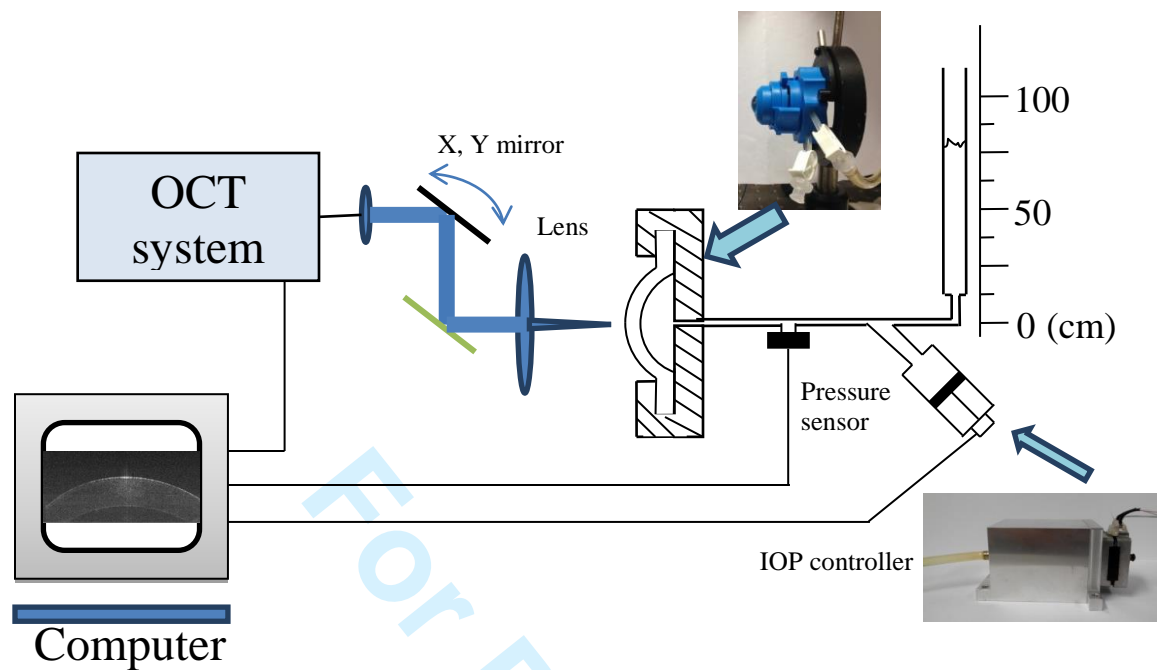 100
X, Y mirror
OCT
system
Lens
50
0 (cm)
Pressure
sensor
IOP controller
Computer
For